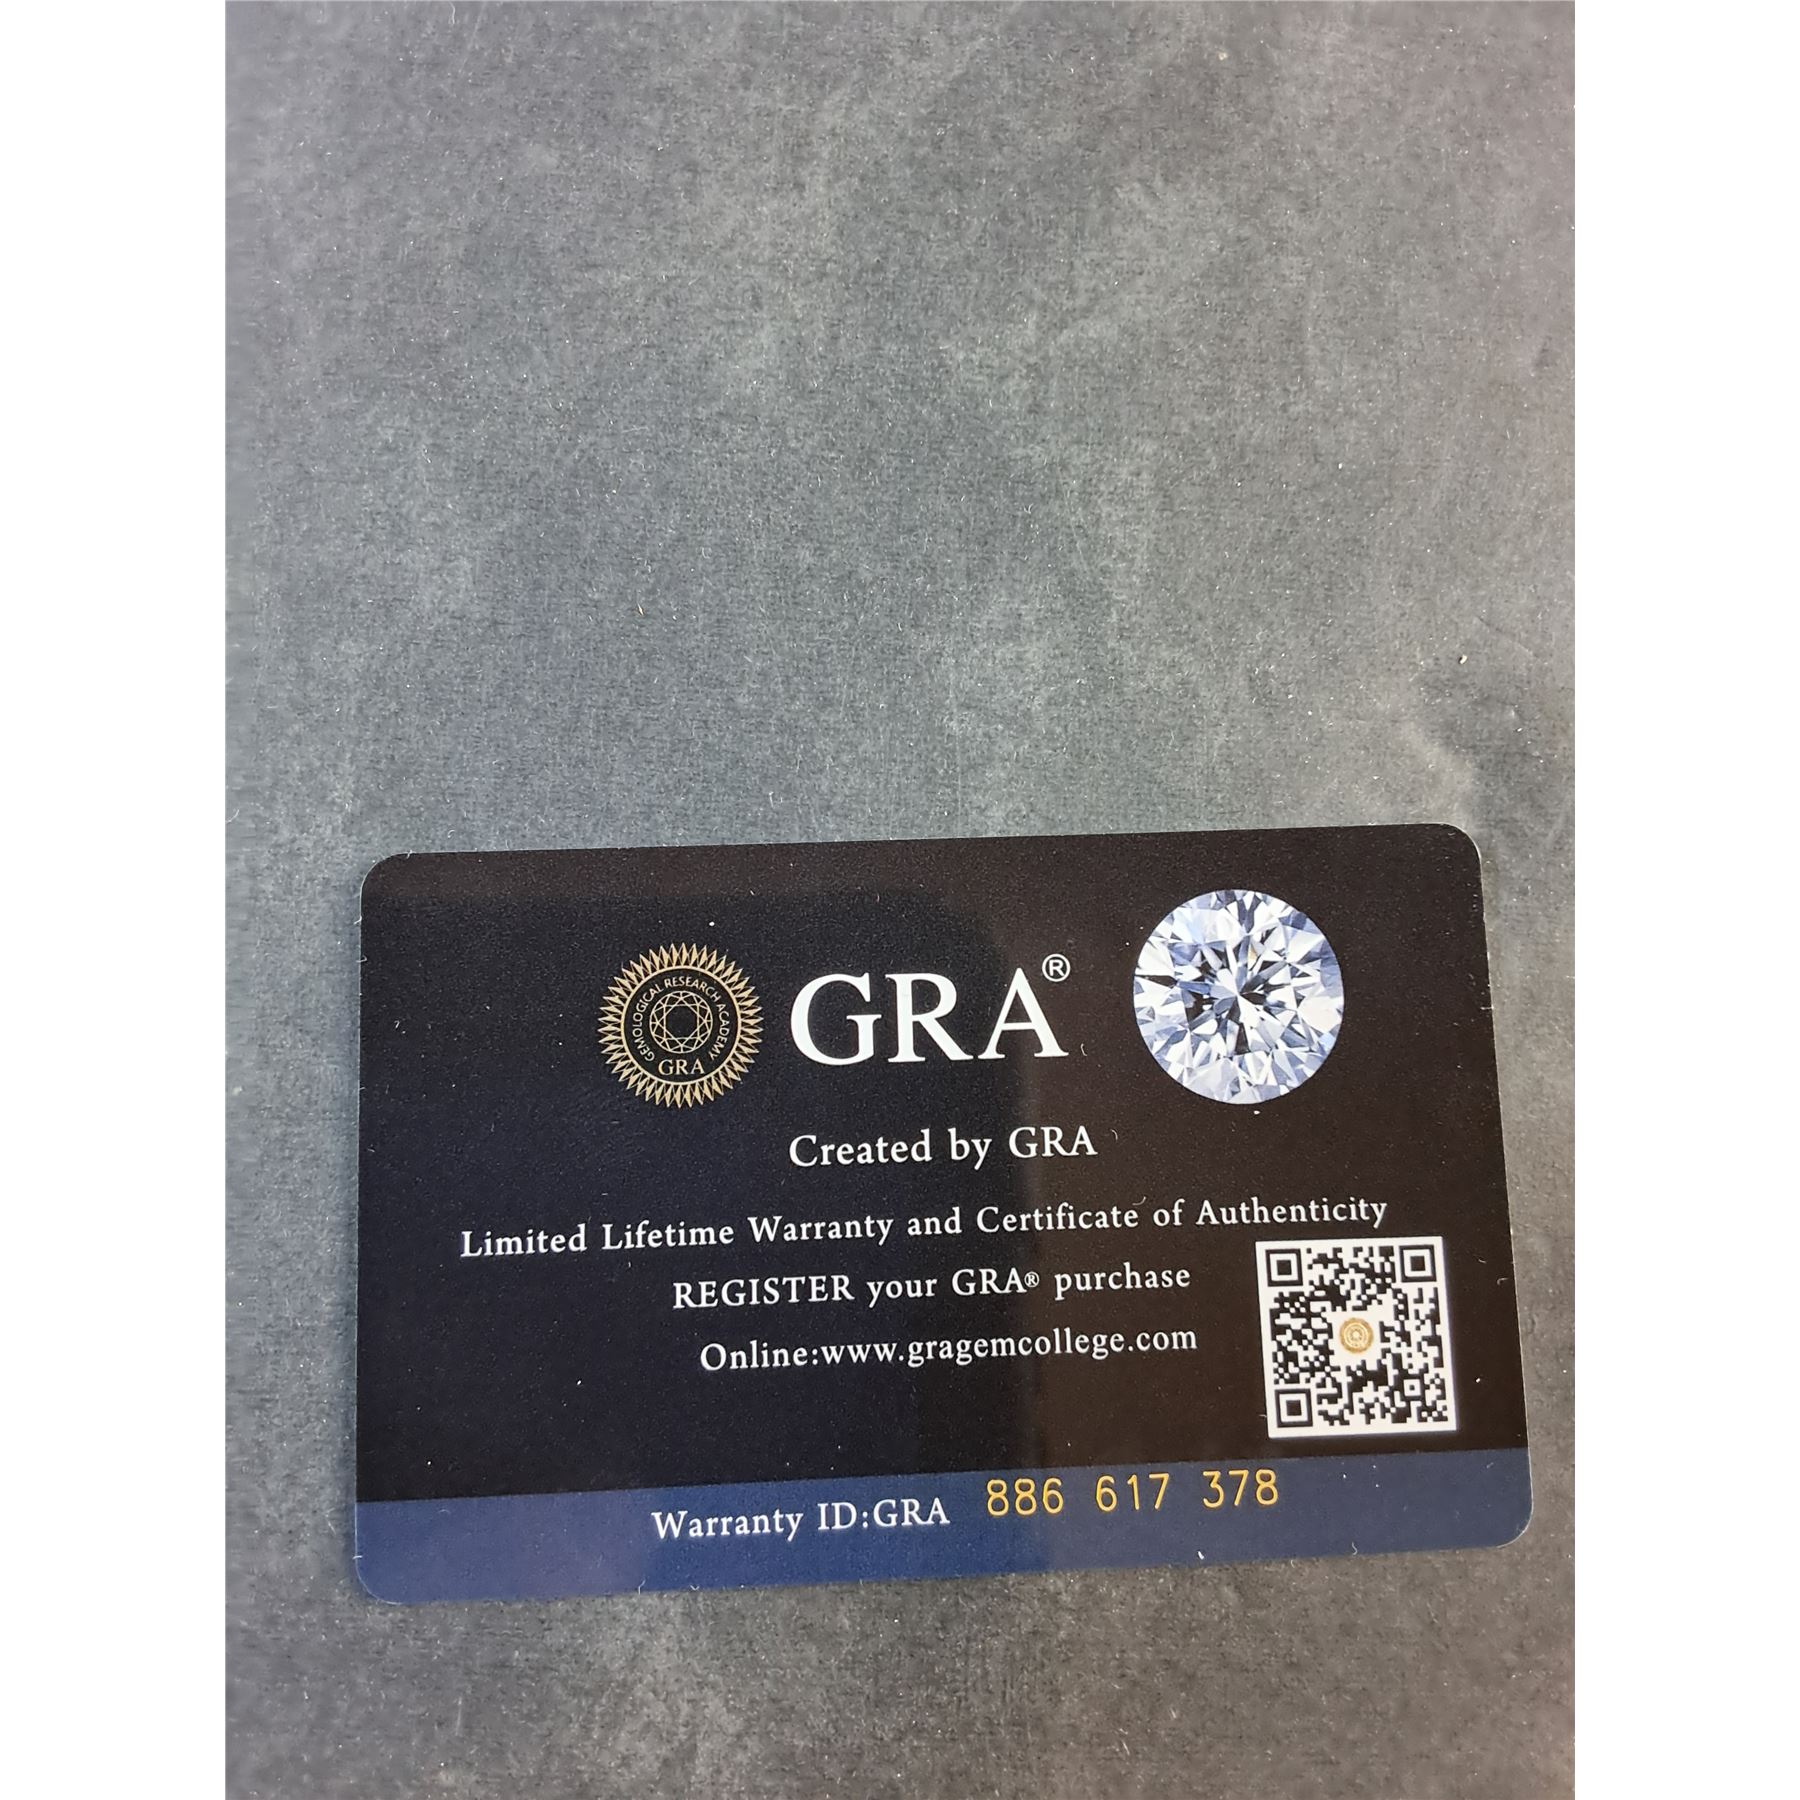 GEMOLOGICAL RESEARCH ACADEMY
GRA
GRA®
Created by GRA
Limited Lifetime Warranty and Certificate of Authenticity
REGISTER your GRA® purchase
Online:www.gragemcollege.com
Warranty ID:GRA 886 617 378